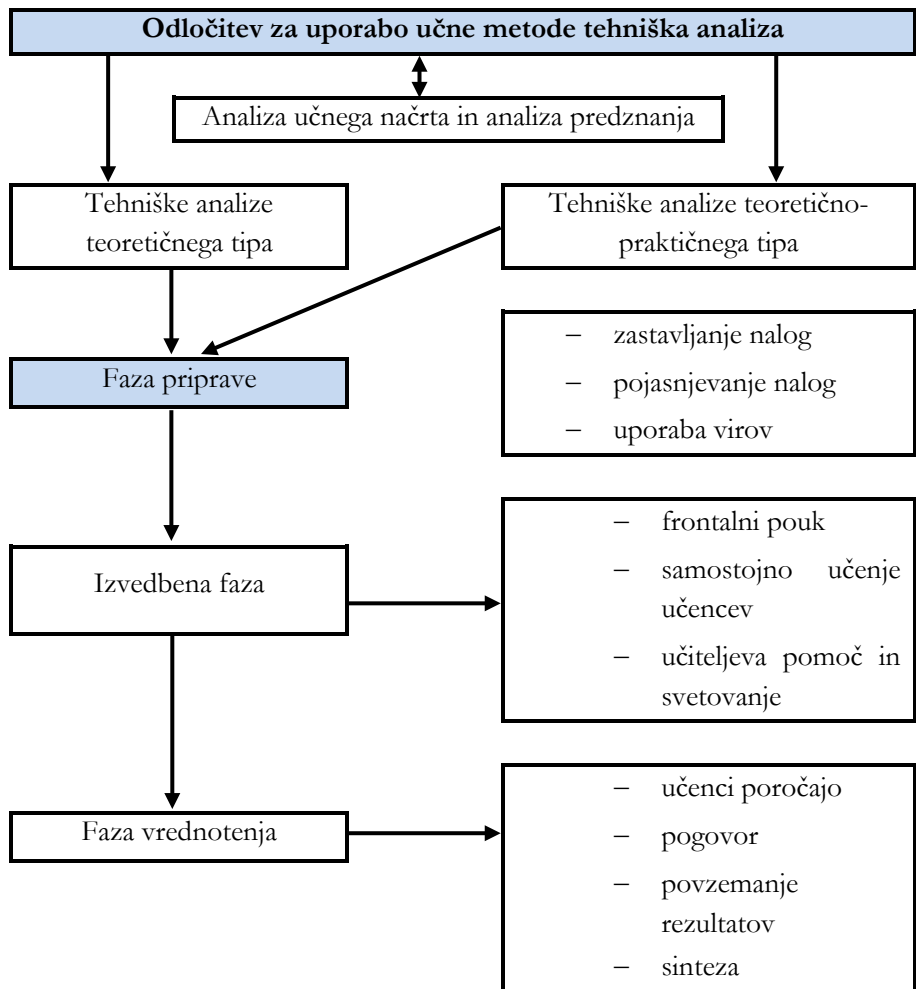 Odločitev za uporabo učne metode tehniška analiza
Analiza učnega načrta in analiza predznanja
Tehniške analize
teoretičnega tipa
Tehniške analize teoretično-
praktičnega tipa
− zastavljanje nalog
− pojasnjevanje nalog
− uporaba virov
Faza priprave
Izvedbena faza
− frontalni pouk
− samostojno učenje
učencev
− učiteljeva pomoč in
svetovanje
Faza vrednotenja
− učenci poročajo
− pogovor
− povzemanje
rezultatov
− sinteza